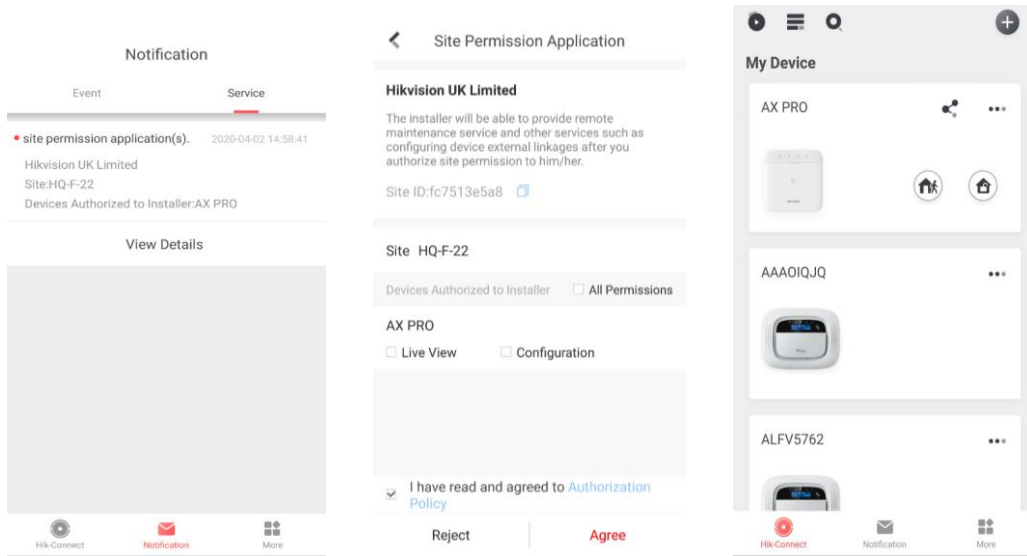 Notification
Event
Service
site permission application(s).
2020-04-02 14:58:41
Hikvision UK Limited
Site:HQ-F-22
Devices Authorized to Installer:AX PRO
View Details
Hik-Connect
Notification
More
Site Permission Application
Hikvision UK Limited
The installer will be able to provide remote
maintenance service and other services such as
configuring device external linkages after you
authorize site permission to him/her.
Site ID:fc7513e5a8
Site HQ-F-22
Devices Authorized to Installer
All Permissions
AX PRO
Live View
Configuration
I have read and agreed to Authorization
Policy
Reject
Agree
My Device
AX PRO
AAAOIQJQ
ALFV5762
Hik-Connect
Notification
More